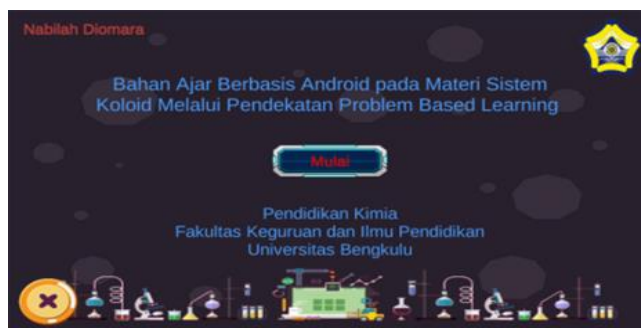 Nabilah Diomara
Bahan Ajar Berbasis Android pada Materi Sistem
Koloid Melalui Pendekatan Problem Based Learning
Mulai
Pendidikan Kimia
Fakultas Keguruan dan Ilmu Pendidikan
Universitas Bengkulu